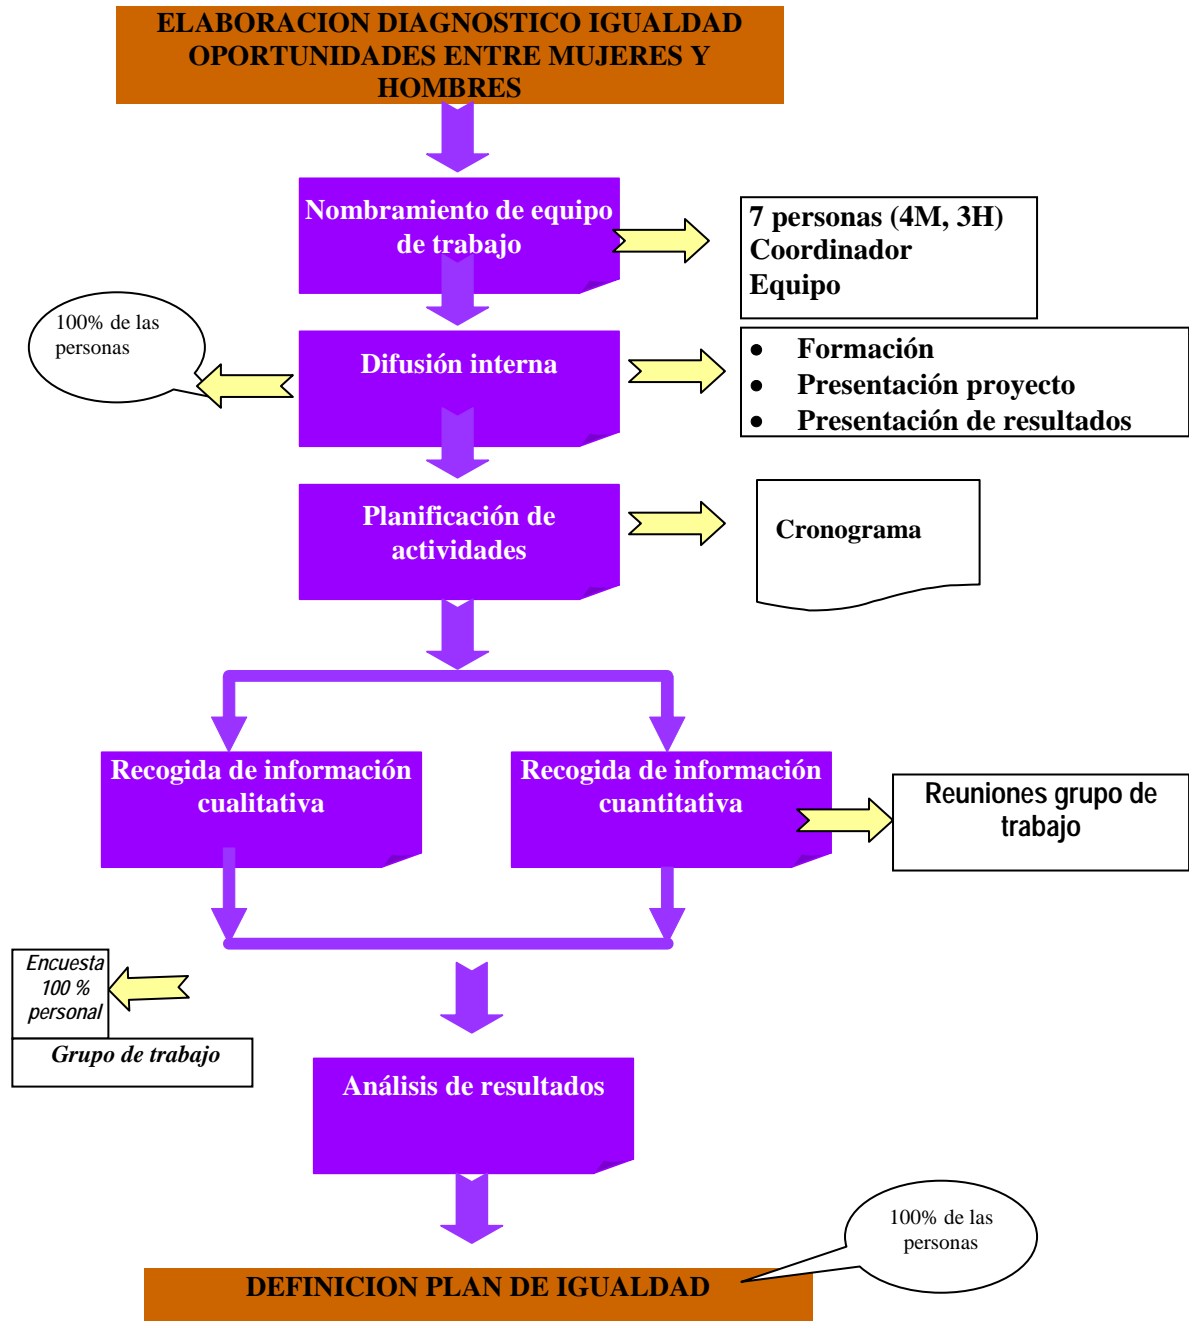 ELABORACION DIAGNOSTICO IGUALDAD
OPORTUNIDADES ENTRE MUJERES Y
HOMBRES
Nombramiento de equipo
de trabajo
7 personas (4M, 3H)
Coordinador
Equipo
100% de las
personas
Difusión interna
• Formación
• Presentación proyecto
• Presentación de resultados
Planificación de
actividades
Cronograma
Recogida de información
cualitativa
Recogida de información
cuantitativa
Reuniones grupo de
trabajo
Encuesta
100 %
personal
Grupo de trabajo
Análisis de resultados
100% de las
personas
DEFINICION PLAN DE IGUALDAD